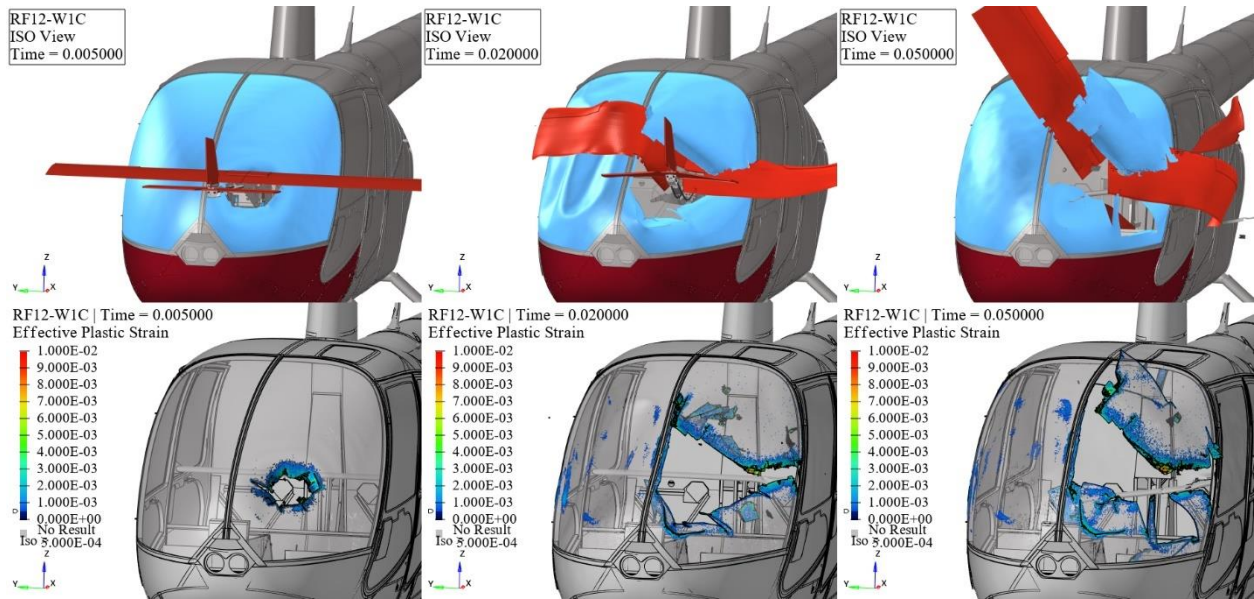 RF12-W1C
ISO View
Time = 0.005000
Z
Y
X
RF12-W1C
ISO View
Time = 0.020000
Z
Y
X
RF12-W1C
ISO View
Time = 0.050000
Z
Y
X
RF12-W1C | Time = 0.005000
Effective Plastic Strain
1.000E-02
9.000E-03
8.000E-03
7.000E-03
6.000E-03
5.000E-03
4.000E-03
3.000E-03
2.000E-03
1.000E-03
0.000E+00
No Result
Z
Y
X
RF12-W1C | Time = 0.020000
Effective Plastic Strain
1.000E-02
9.000E-03
8.000E-03
7.000E-03
6.000E-03
5.000E-03
4.000E-03
3.000E-03
2.000E-03
1.000E-03
0.000E+00
No Result
Z
Y
X
RF12-W1C | Time = 0.050000
Effective Plastic Strain
1.000E-02
9.000E-03
8.000E-03
7.000E-03
6.000E-03
5.000E-03
4.000E-03
3.000E-03
2.000E-03
1.000E-03
0.000E+00
No Result
Z
Y
X